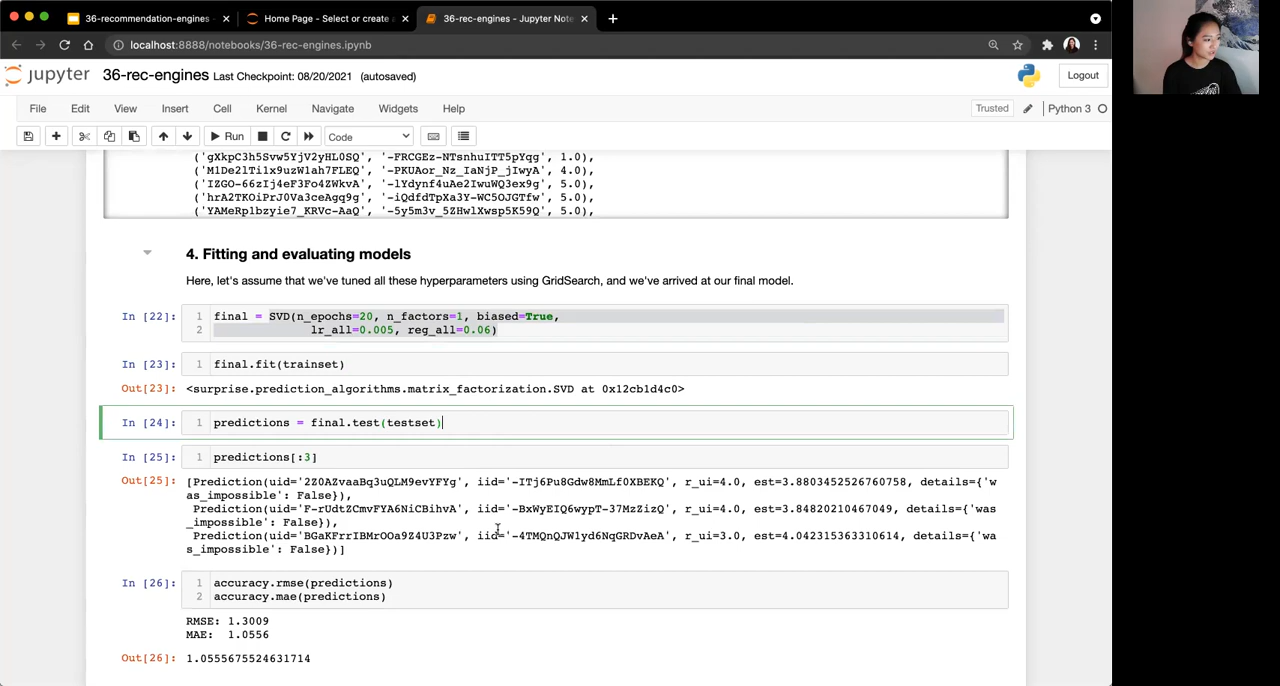 36-recommendation-engines
Home Page - Select or create a
36-rec-engines - Jupyter Note
localhost:8888/notebooks/36-rec-engines.ipynb
jupyter 36-rec-engines Last Checkpoint: 08/20/2021 (autosaved)
Logout
File Edit View Insert Cell Kernel Navigate Widgets Help
Trusted
Python 3
Run
Code
('gXkpC3h5Svw5YjV2yHL0SQ', '-FRCGEz-NTsnhuITT5pYqg', 1.0),
('M1De2lTi1x9uzWlah7FLEQ', '-PKUAor_Nz_IaNjP_jIwyA', 4.0),
('IZGO-66zIj4eF3Fo4ZWkvA', '-lYdynf4uAe2IwuWQ3ex9g', 5.0),
('hrA2TKOiPrJ0Va3ceAgq9g', '-iQdfdTpXa3Y-WC5OJGTfw', 5.0),
('YAMeRp1bzyie7_KRVc-AaQ', '-5y5m3v_5ZHwlXwsp5K59Q', 5.0),
4. Fitting and evaluating models
Here, let's assume that we've tuned all these hyperparameters using GridSearch, and we've arrived at our final model.
In [22]: 1 final = SVD(n_epochs=20, n_factors=1, biased=True,
2 lr_all=0.005, reg_all=0.06)
In [23]: 1 final.fit(trainset)
Out[23]: <surprise.prediction_algorithms.matrix_factorization.SVD at 0x12cb1d4c0>
In [24]: 1 predictions = final.test(testset)
In [25]: 1 predictions[:3]
Out[25]: [Prediction(uid='2Z0AZvaaBq3uQLM9evYFYg', iid='-ITj6Pu8Gdw8MmLf0XBEKQ', r_ui=4.0, est=3.8803452526760758, details={'w
as_impossible': False}),
Prediction(uid='F-rUdtZCmvFYA6NiCBihvA', iid='-BxWyEIQ6wypT-37MzZizQ', r_ui=4.0, est=3.84820210467049, details={'was
_impossible': False}),
Prediction(uid='BGaKFrrIBMrOOa9Z4U3Pzw', iid='-4TMQnQJW1yd6NqGRDvAeA', r_ui=3.0, est=4.042315363310614, details={'wa
s_impossible': False})]
In [26]: 1 accuracy.rmse(predictions)
2 accuracy.mae(predictions)
RMSE: 1.3009
MAE: 1.0556
Out[26]: 1.0555675524631714